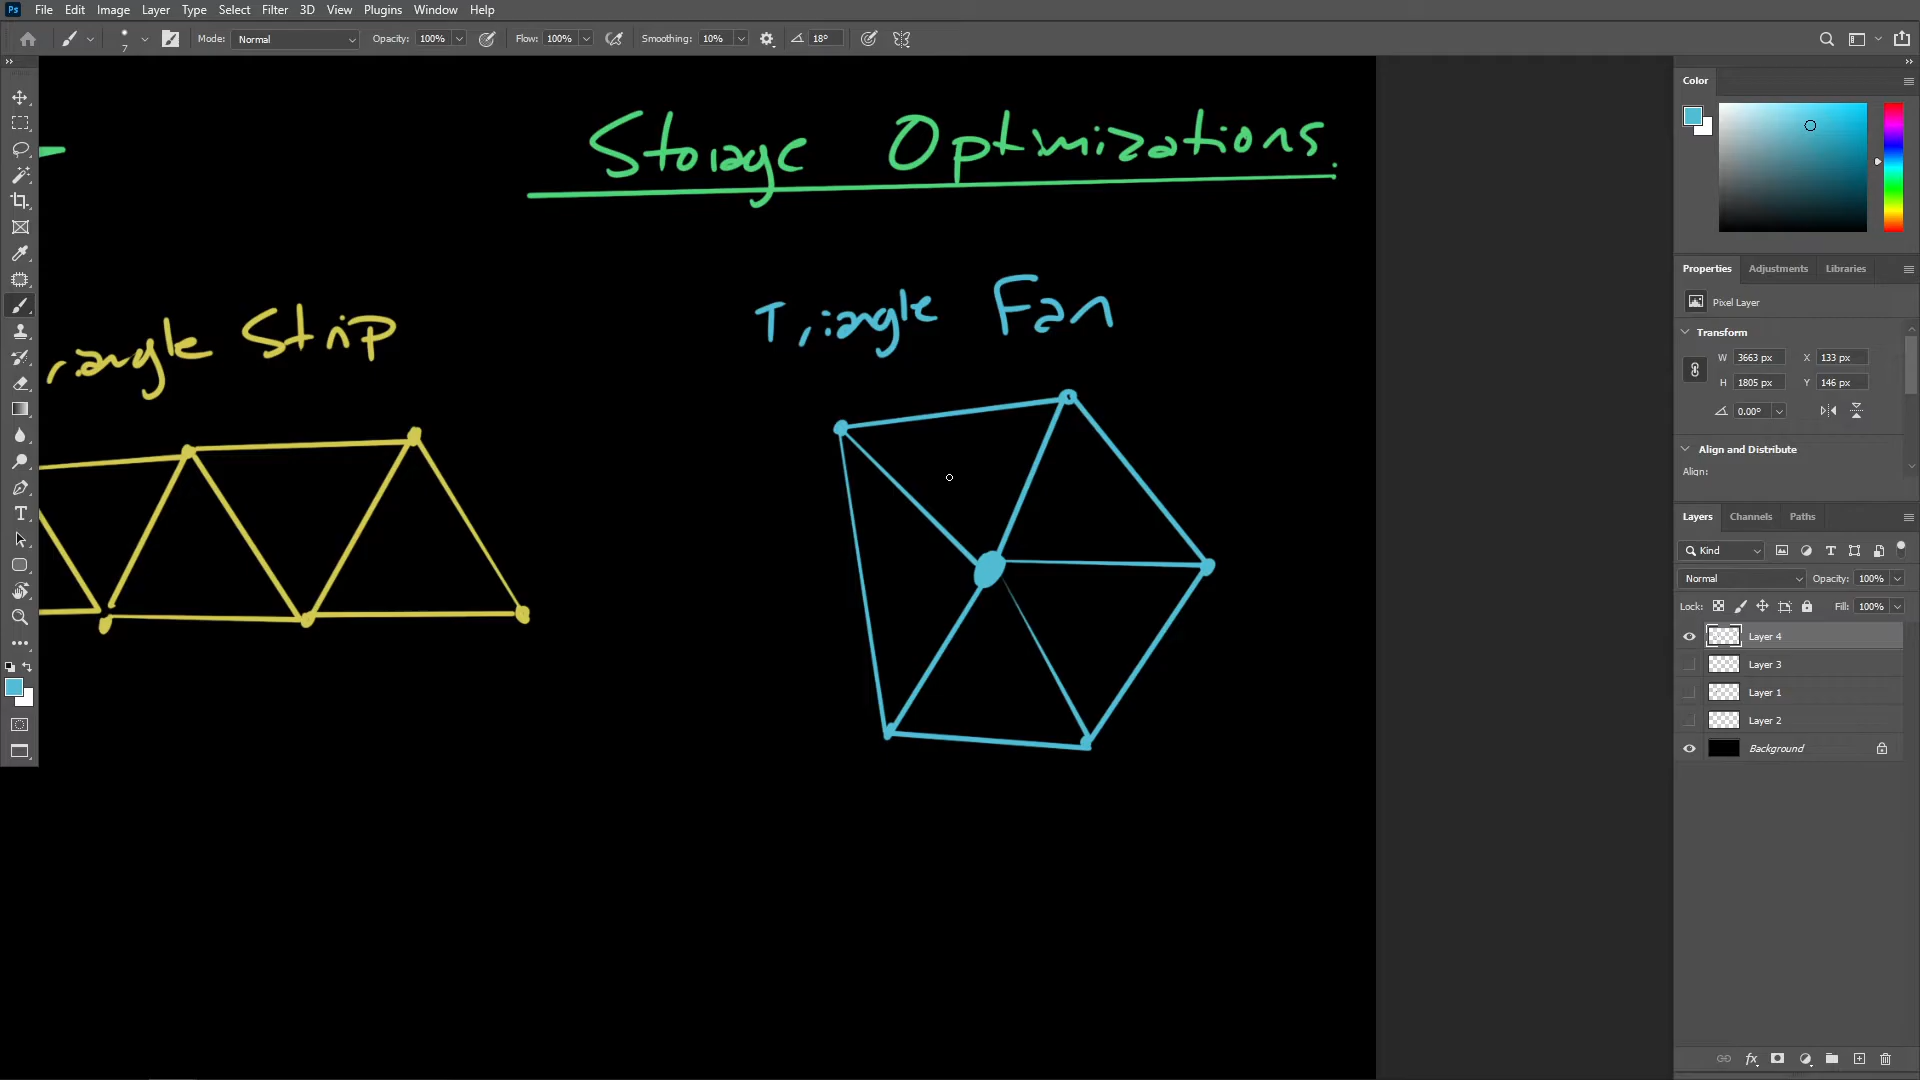 Ps File Edit Image Layer Type Select Filter 3D View Plugins Window Help
7 Mode: Normal Opacity: 100% Flow: 100% Smoothing: 10% 18°
Storage Optimizations.
riangle Strip
Triangle Fan
Color
Properties Adjustments Libraries
Pixel Layer
Transform
W 3663 px X 133 px
H 1805 px Y 146 px
0.00°
Align and Distribute
Align:
Layers Channels Paths
Kind
Normal Opacity: 100%
Lock: Fill: 100%
Layer 4
Layer 3
Layer 1
Layer 2
Background
fx